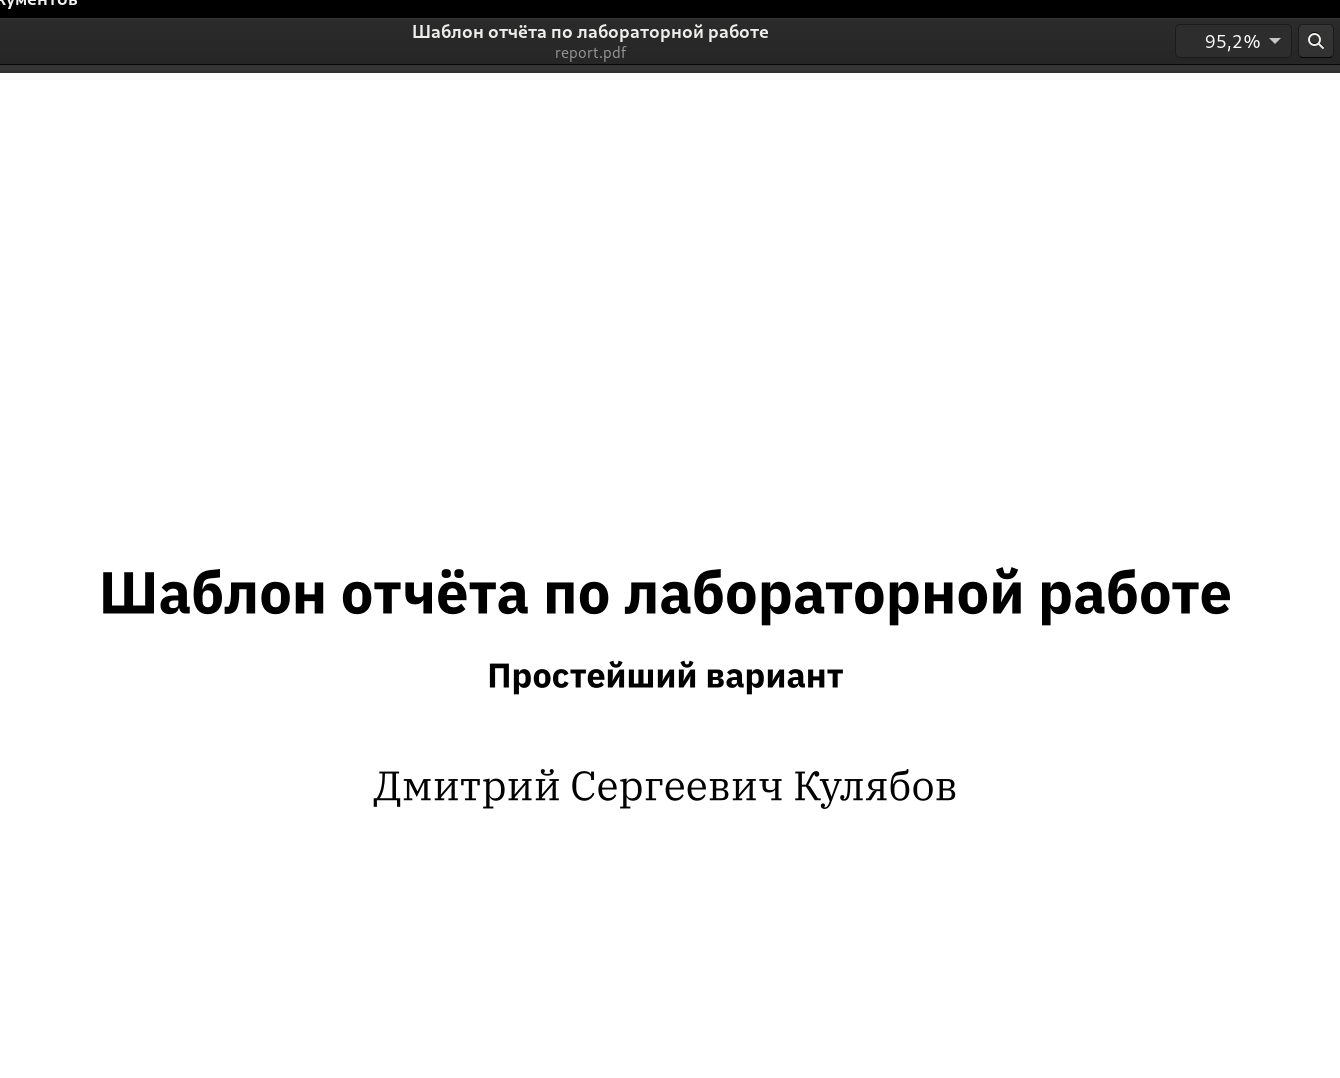 Шаблон отчёта по лабораторной работе
report.pdf
95,2%
Шаблон отчёта по лабораторной работе
Простейший вариант
Дмитрий Сергеевич Кулябов